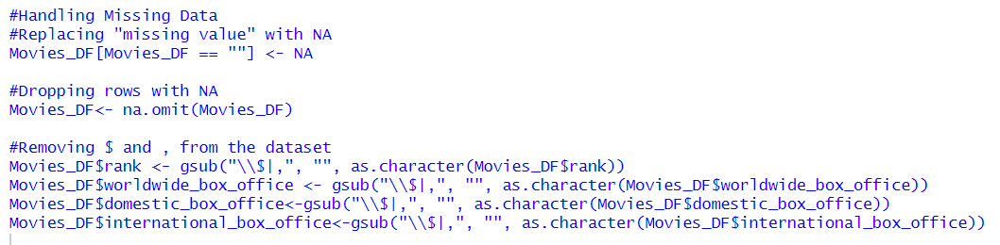 #Handling Missing Data
#Replacing "missing value" with NA
Movies_DF[Movies_DF == ""] <- NA
#Dropping rows with NA
Movies_DF<- na.omit(Movies_DF)
#Removing $ and , from the dataset
Movies_DF$rank <- gsub("\\$|,", "", as.character(Movies_DF$rank))
Movies_DF$worldwide_box_office <- gsub("\\$|,", "", as.character(Movies_DF$worldwide_box_office))
Movies_DF$domestic_box_office<-gsub("\\$|,", "", as.character(Movies_DF$domestic_box_office))
Movies_DF$international_box_office<-gsub("\\$|,", "", as.character(Movies_DF$international_box_office))